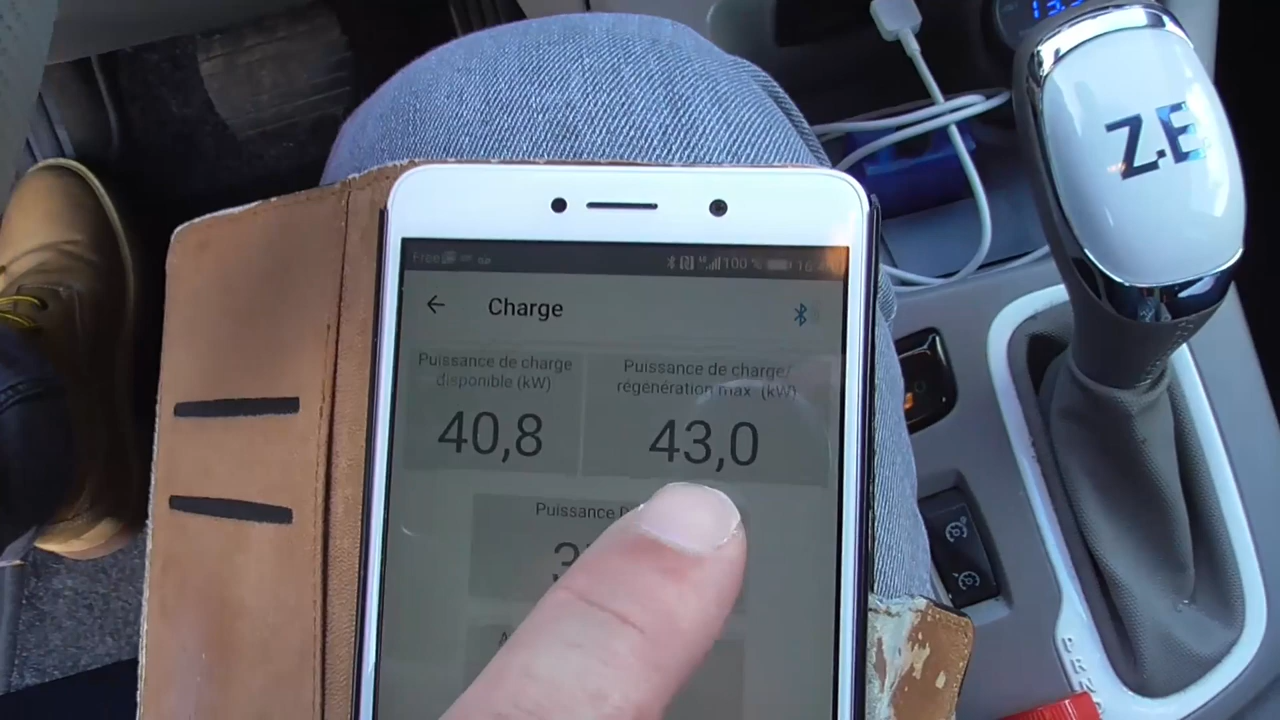 Free 100 %
Charge
Puissance de charge
disponible (kW)
40,8
Puissance de charge/
régénération max (kW)
43,0
Puissance
Z.E
P
R
N